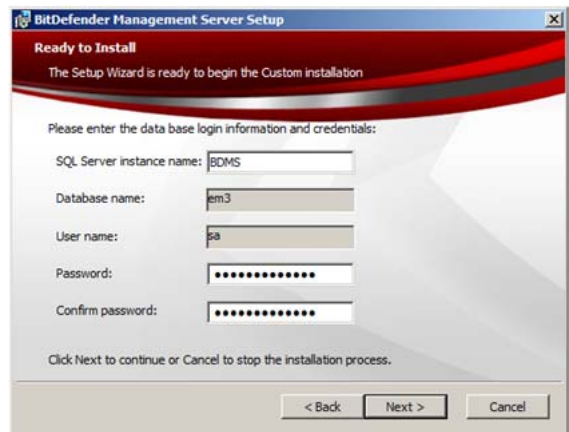 BitDefender Management Server Setup
Ready to Install
The Setup Wizard is ready to begin the Custom installation
Please enter the data base login information and credentials:
SQL Server instance name: BDMS
Database name: em3
User name: sa
Password: •••••••••••••
Confirm password: •••••••••••••
Click Next to continue or Cancel to stop the installation process.
< Back Next > Cancel